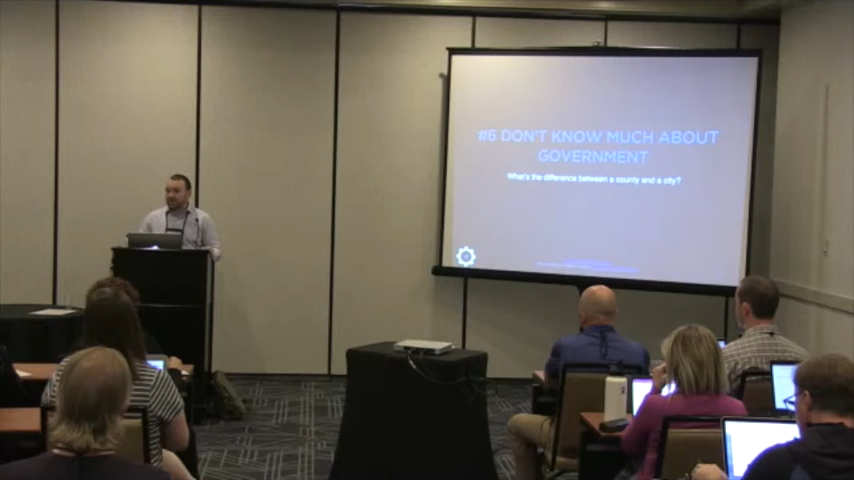 #6 DON'T KNOW MUCH ABOUT
GOVERNMENT
What's the difference between a county and a city?